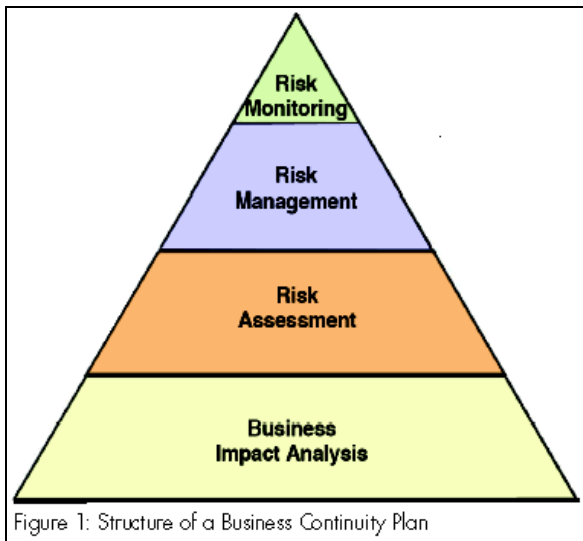 Risk
Monitoring
Risk
Management
Risk
Assessment
Business
Impact Analysis
Figure 1: Structure of a Business Continuity Plan